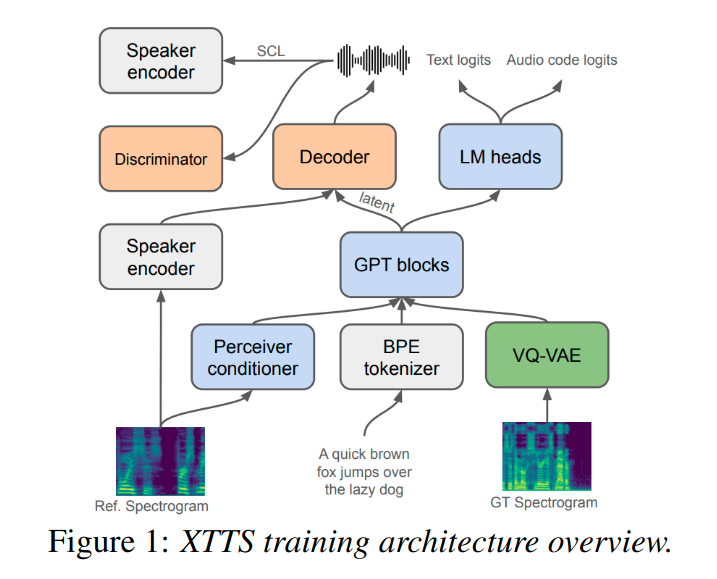 Speaker
encoder
SCL
Text logits
Audio code logits
Discriminator
Decoder
LM heads
latent
Speaker
encoder
GPT blocks
Perceiver
conditioner
BPE
tokenizer
VQ-VAE
Ref. Spectrogram
A quick brown
fox jumps over
the lazy dog
GT Spectrogram
Figure 1: XTTS training architecture overview.